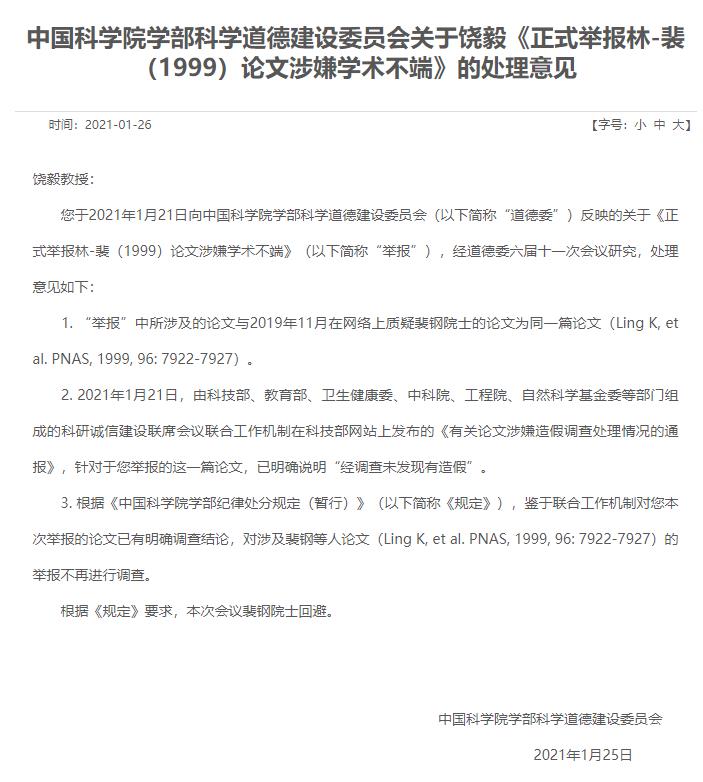 中国科学院学部科学道德建设委员会关于饶毅《正式举报林-裴
（1999）论文涉嫌学术不端》的处理意见
时间：2021-01-26 【字号：小 中 大】
饶毅教授：
您于2021年1月21日向中国科学院学部科学道德建设委员会（以下简称“道德委”）反映的关于《正
式举报林-裴（1999）论文涉嫌学术不端》（以下简称“举报”），经道德委六届十一次会议研究，处理
意见如下：
1. “举报”中所涉及的论文与2019年11月在网络上质疑裴钢院士的论文为同一篇论文（Ling K, et
al. PNAS, 1999, 96: 7922-7927）。
2. 2021年1月21日，由科技部、教育部、卫生健康委、中科院、工程院、自然科学基金委等部门组
成的科研诚信建设联席会议联合工作机制在科技部网站上发布的《有关论文涉嫌造假调查处理情况的通
报》，针对于您举报的这一篇论文，已明确说明“经调查未发现有造假”。
3. 根据《中国科学院学部纪律处分规定（暂行）》（以下简称《规定》），鉴于联合工作机制对您本
次举报的论文已有明确调查结论，对涉及裴钢等人论文（Ling K, et al. PNAS, 1999, 96: 7922-7927）的
举报不再进行调查。
根据《规定》要求，本次会议裴钢院士回避。
中国科学院学部科学道德建设委员会
2021年1月25日